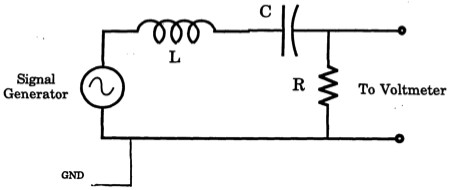 C
L
Signal
Generator
R
To Voltmeter
GND